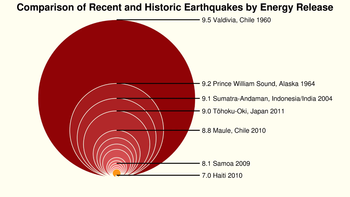 Comparison of Recent and Historic Earthquakes by Energy Release
9.5 Valdivia, Chile 1960
9.2 Prince William Sound, Alaska 1964
9.1 Sumatra-Andaman, Indonesia/India 2004
9.0 Tōhoku-Oki, Japan 2011
8.8 Maule, Chile 2010
8.1 Samoa 2009
7.0 Haiti 2010